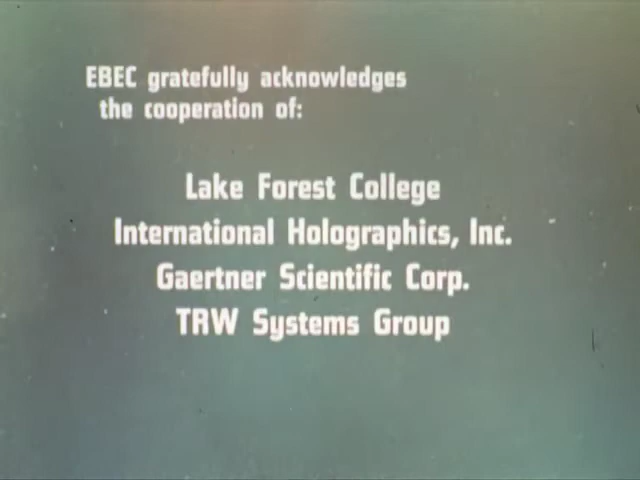 EBEC gratefully acknowledges
the cooperation of:
Lake Forest College
International Holographics, Inc.
Gaertner Scientific Corp.
TRW Systems Group